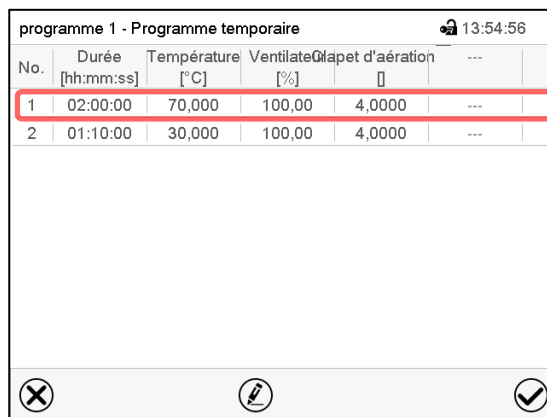 programme 1 - Programme temporaire 13:54:56
No. Durée [hh:mm:ss] Température [°C] Ventilateur [%] Clapet d'aération [] ---
1 02:00:00 70,000 100,00 4,0000 ---
2 01:10:00 30,000 100,00 4,0000 ---